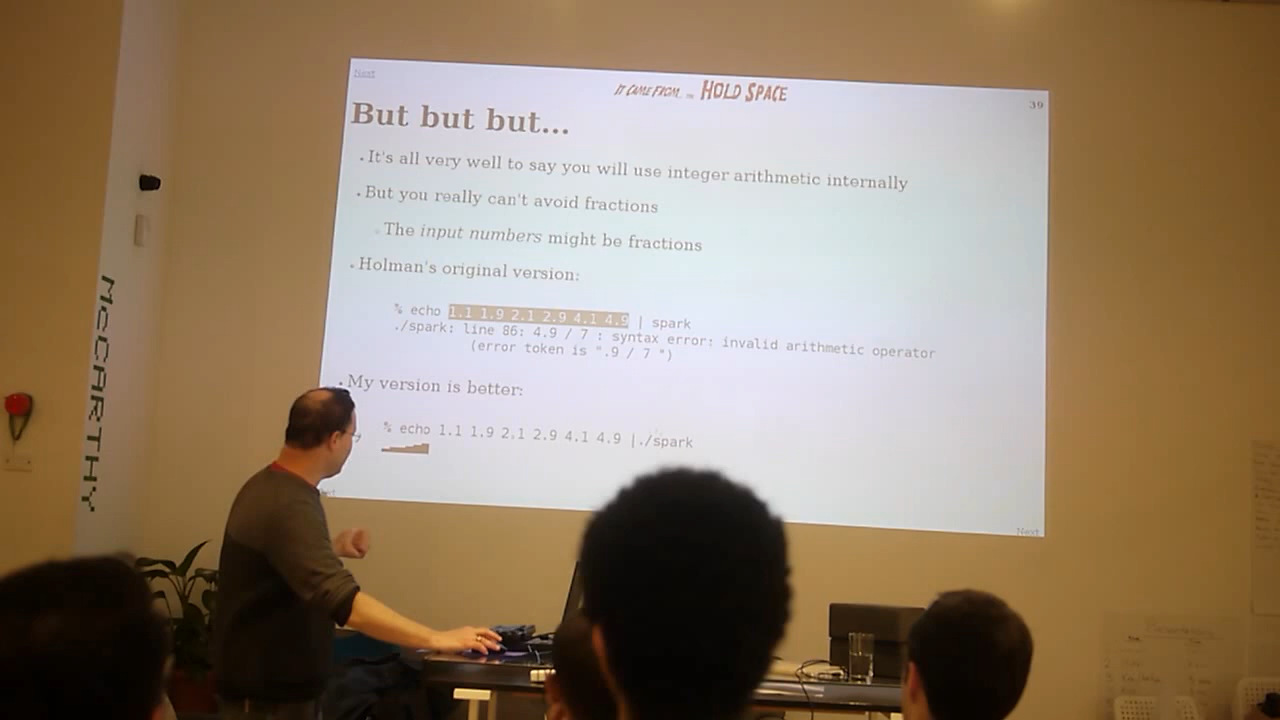 Next
IT CAME FROM... THE HOLD SPACE
39
But but but...
It's all very well to say you will use integer arithmetic internally
But you really can't avoid fractions
The input numbers might be fractions
Holman's original version:
% echo 1.1 1.9 2.1 2.9 4.1 4.9 | spark
./spark: line 86: 4.9 / 7 : syntax error: invalid arithmetic operator
(error token is ".9 / 7 ")
My version is better:
% echo 1.1 1.9 2.1 2.9 4.1 4.9 |./spark
Next
MCCARTHY